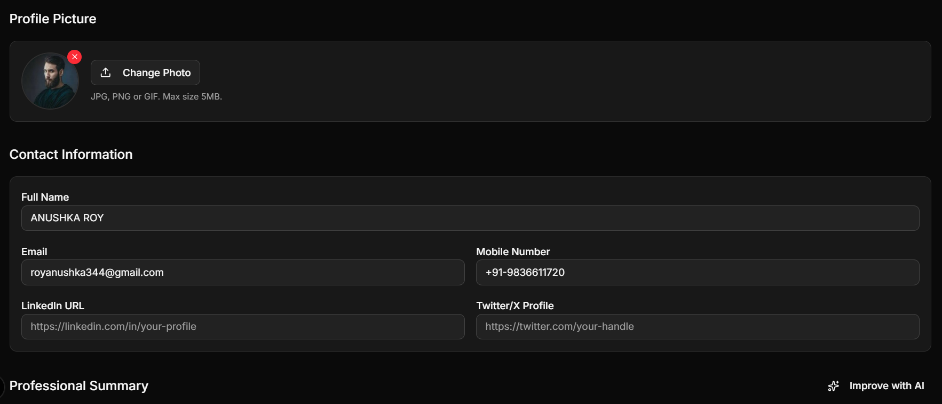 Profile Picture
Change Photo
JPG, PNG or GIF. Max size 5MB.
Contact Information
Full Name
ANUSHKA ROY
Email
Mobile Number
royanushka344@gmail.com
+91-9836611720
LinkedIn URL
Twitter/X Profile
https://linkedin.com/in/your-profile
https://twitter.com/your-handle
Professional Summary
Improve with AI